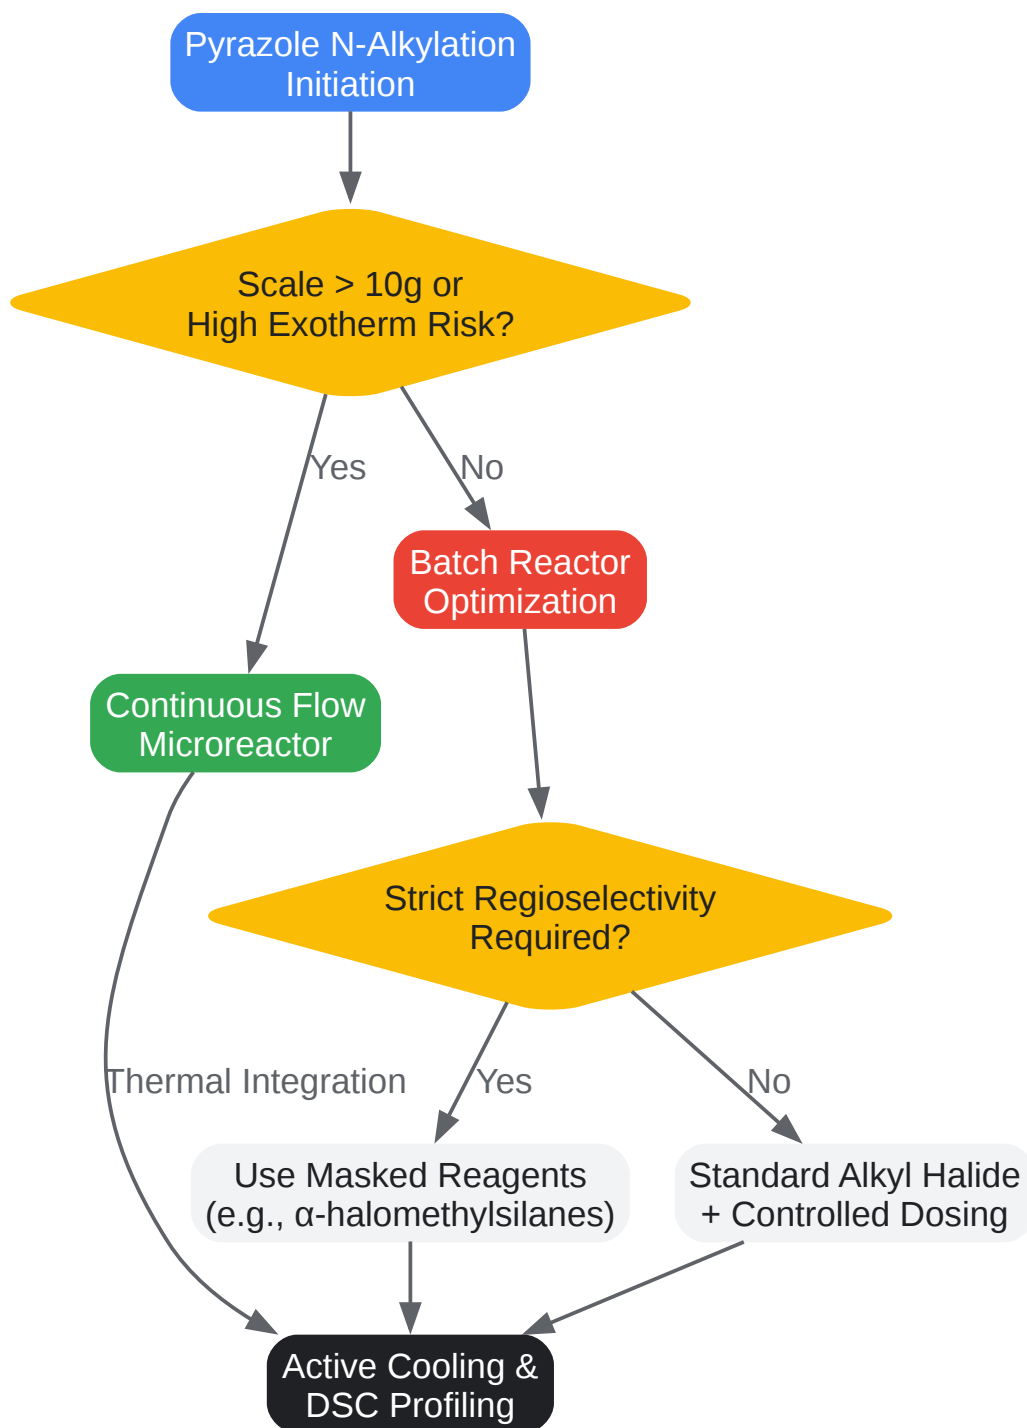 Pyrazole N-Alkylation
Initiation
Scale > 10g or
High Exotherm Risk?
Yes
No
Batch Reactor
Optimization
Continuous Flow
Microreactor
Strict Regioselectivity
Required?
Thermal Integration
Yes
No
Use Masked Reagents
(e.g., α-halomethylsilanes)
Standard Alkyl Halide
+ Controlled Dosing
Active Cooling &
DSC Profiling